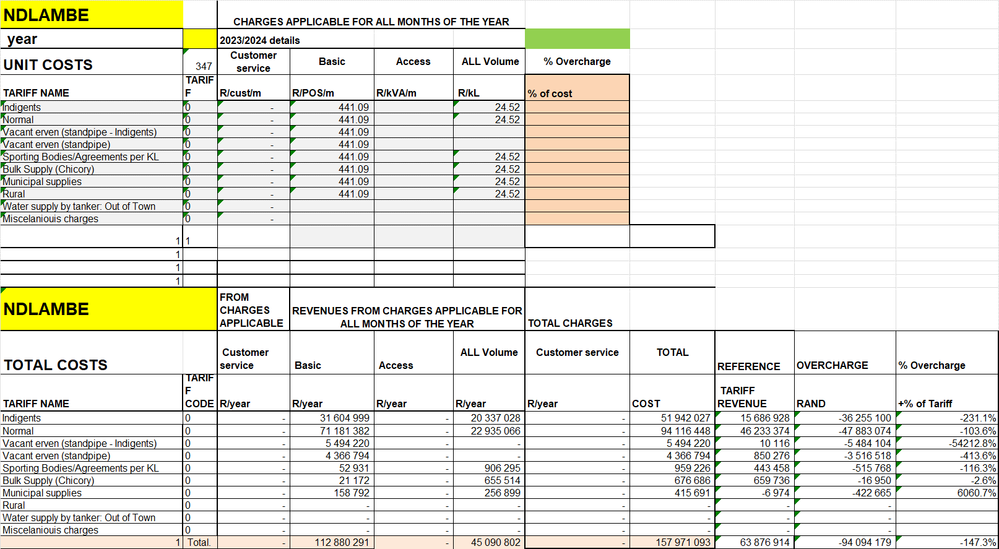 NDLAMBE CHARGES APPLICABLE FOR ALL MONTHS OF THE YEAR
year 2023/2024 details
UNIT COSTS 347 Customer service Basic Access ALL Volume % Overcharge
TARIFF NAME TARIFF R/cust/m R/POS/m R/kVA/m R/kL % of cost
Indigents 0 - 441.09 24.52
Normal 0 - 441.09 24.52
Vacant erven (standpipe - Indigents) 0 - 441.09
Vacant erven (standpipe) 0 - 441.09
Sporting Bodies/Agreements per KL 0 - 441.09 24.52
Bulk Supply (Chicory) 0 - 441.09 24.52
Municipal supplies 0 - 441.09 24.52
Rural 0 - 441.09 24.52
Water supply by tanker: Out of Town 0 -
Miscelaniouis charges 0 -
1 1
1
1
1
NDLAMBE FROM CHARGES APPLICABLE REVENUES FROM CHARGES APPLICABLE FOR ALL MONTHS OF THE YEAR TOTAL CHARGES
TOTAL COSTS Customer service Basic Access ALL Volume Customer service TOTAL REFERENCE OVERCHARGE % Overcharge
TARIFF NAME TARIFF CODE R/year R/year R/year R/year R/year COST TARIFF REVENUE RAND +% of Tariff
Indigents 0 - 31 604 999 - 20 337 028 - 51 942 027 15 686 928 -36 255 100 -231.1%
Normal 0 - 71 181 382 - 22 935 066 - 94 116 448 46 233 374 -47 883 074 -103.6%
Vacant erven (standpipe - Indigents) 0 - 5 494 220 - - - 5 494 220 10 116 -5 484 104 -54212.8%
Vacant erven (standpipe) 0 - 4 366 794 - - - 4 366 794 850 276 -3 516 518 -413.6%
Sporting Bodies/Agreements per KL 0 - 52 931 - 906 295 - 959 226 443 458 -515 768 -116.3%
Bulk Supply (Chicory) 0 - 21 172 - 655 514 - 676 686 659 736 -16 950 -2.6%
Municipal supplies 0 - 158 792 - 256 899 - 415 691 -6 974 -422 665 6060.7%
Rural 0 - - - - - - - -
Water supply by tanker: Out of Town 0 - - - - - - - -
Miscelaniouis charges 0 - - - - - - - -
1 Total. - 112 880 291 - 45 090 802 - 157 971 093 63 876 914 -94 094 179 -147.3%